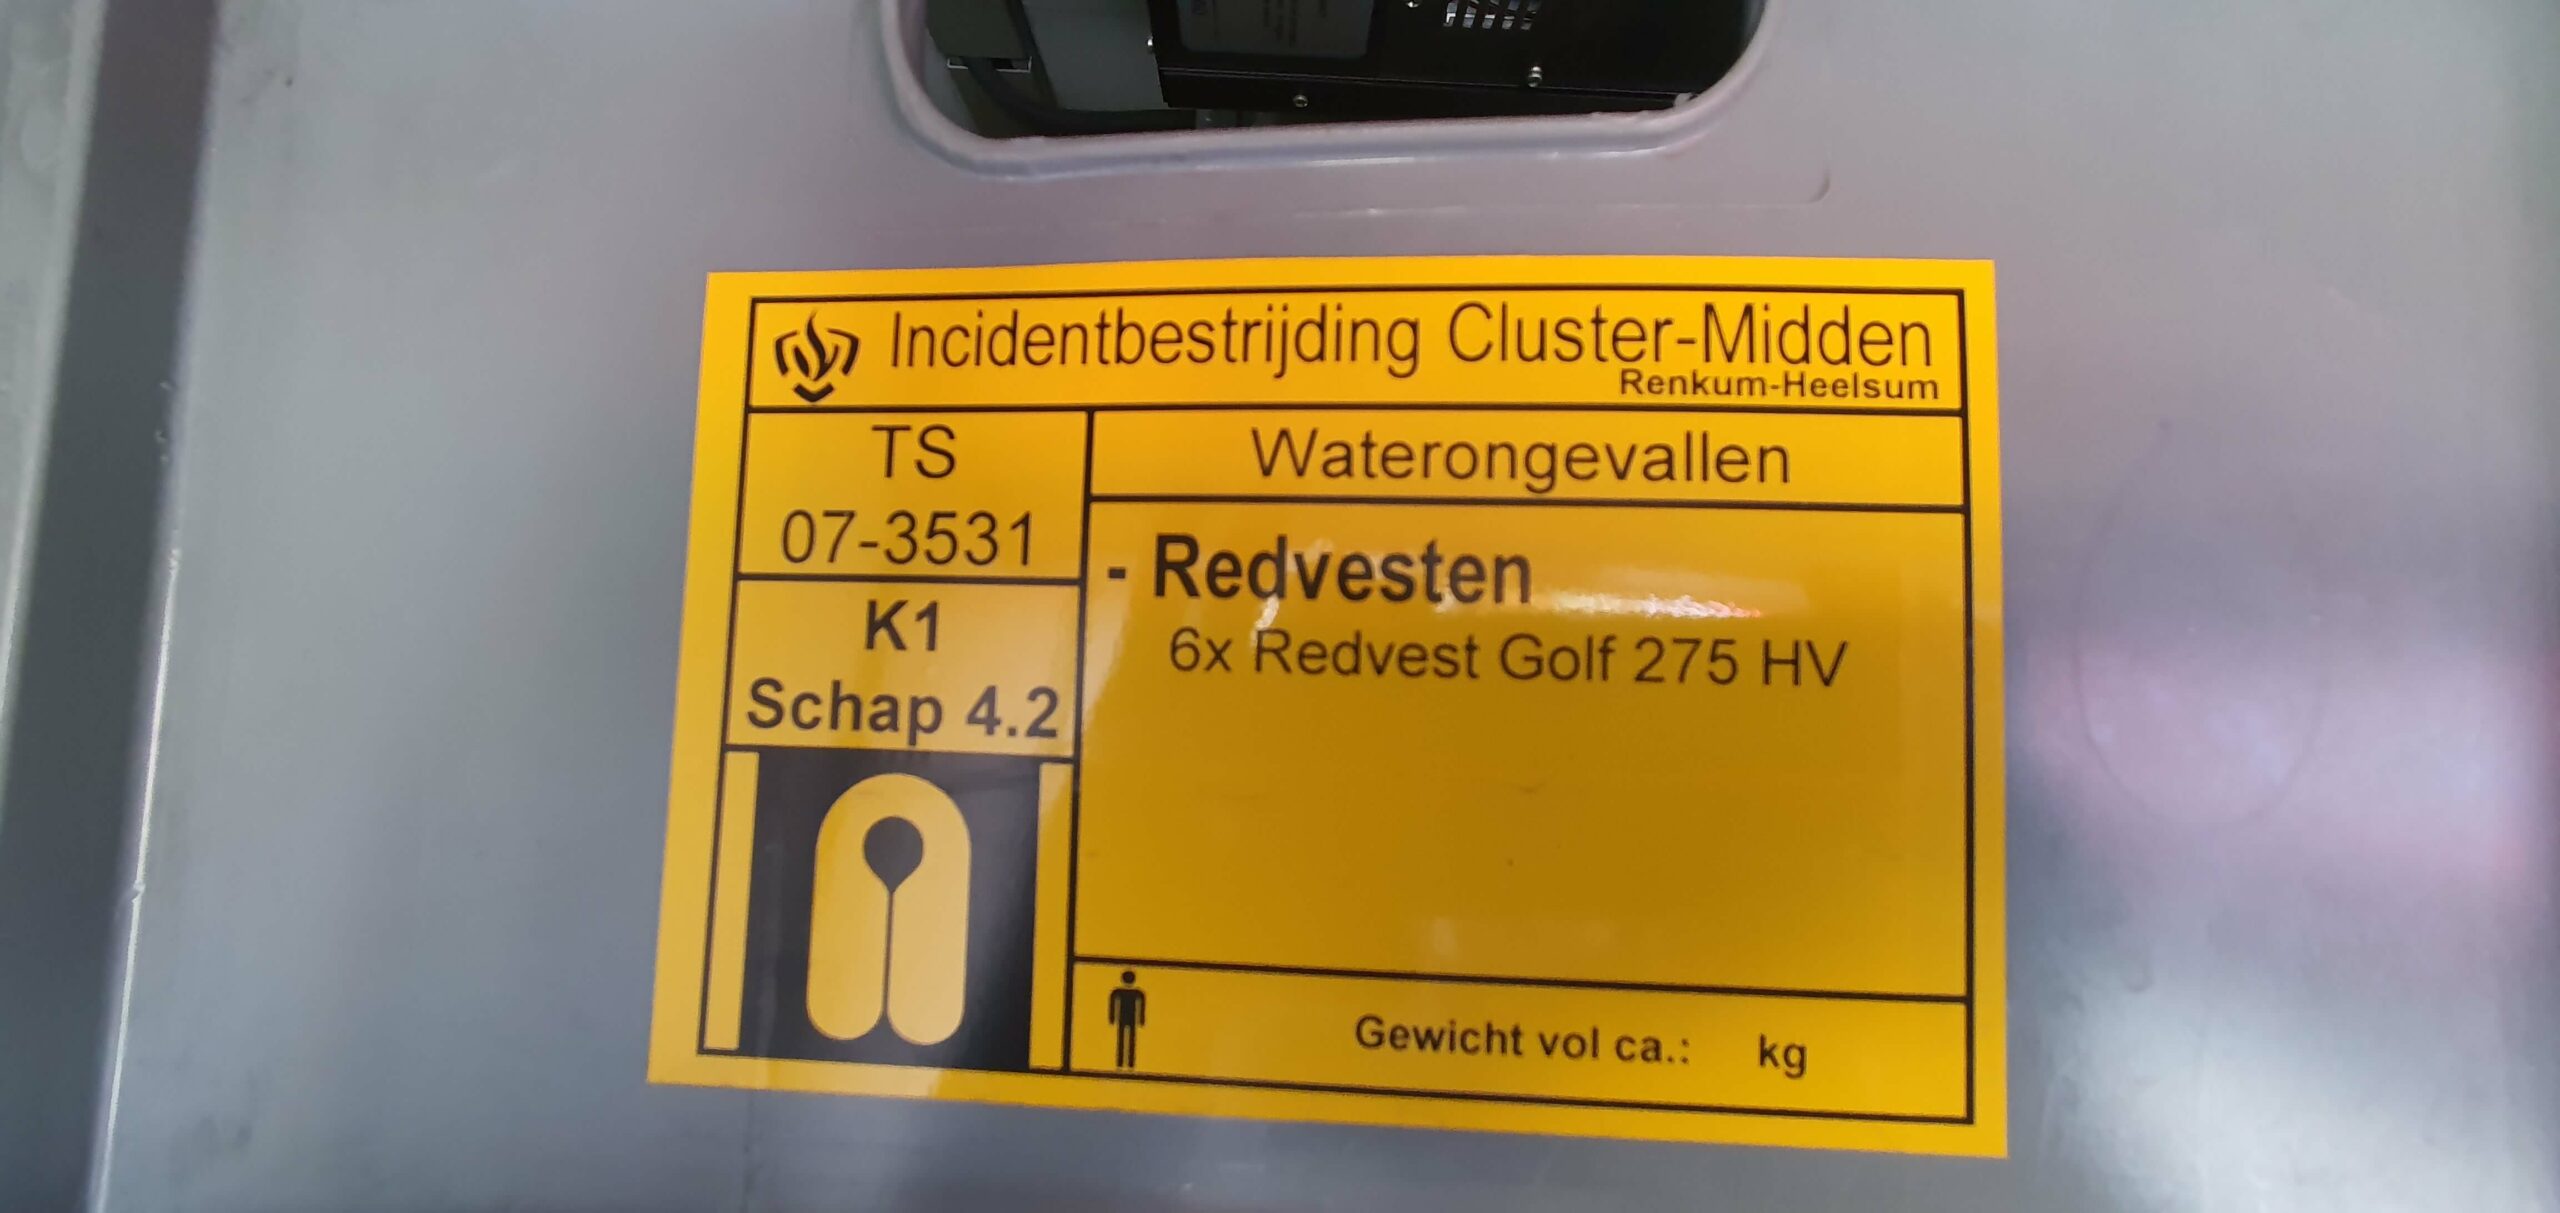 Incidentbestrijding Cluster-Midden
Renkum-Heelsum
TS
07-3531
K1
Schap 4.2
Waterongevallen
- Redvesten
6x Redvest Golf 275 HV
Gewicht vol ca.: kg